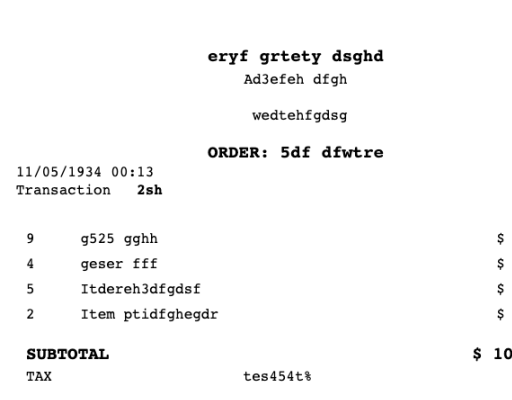 eryf grtety dsghd
Ad3efeh dfgh
wedtehfgdsg
ORDER: 5df dfwtre
11/05/1934 00:13
Transaction 2sh
9 g525 gghh $
4 geser fff $
5 Itdereh3dfgdsf $
2 Item ptidfghegdr $
SUBTOTAL $ 10
TAX tes454t%